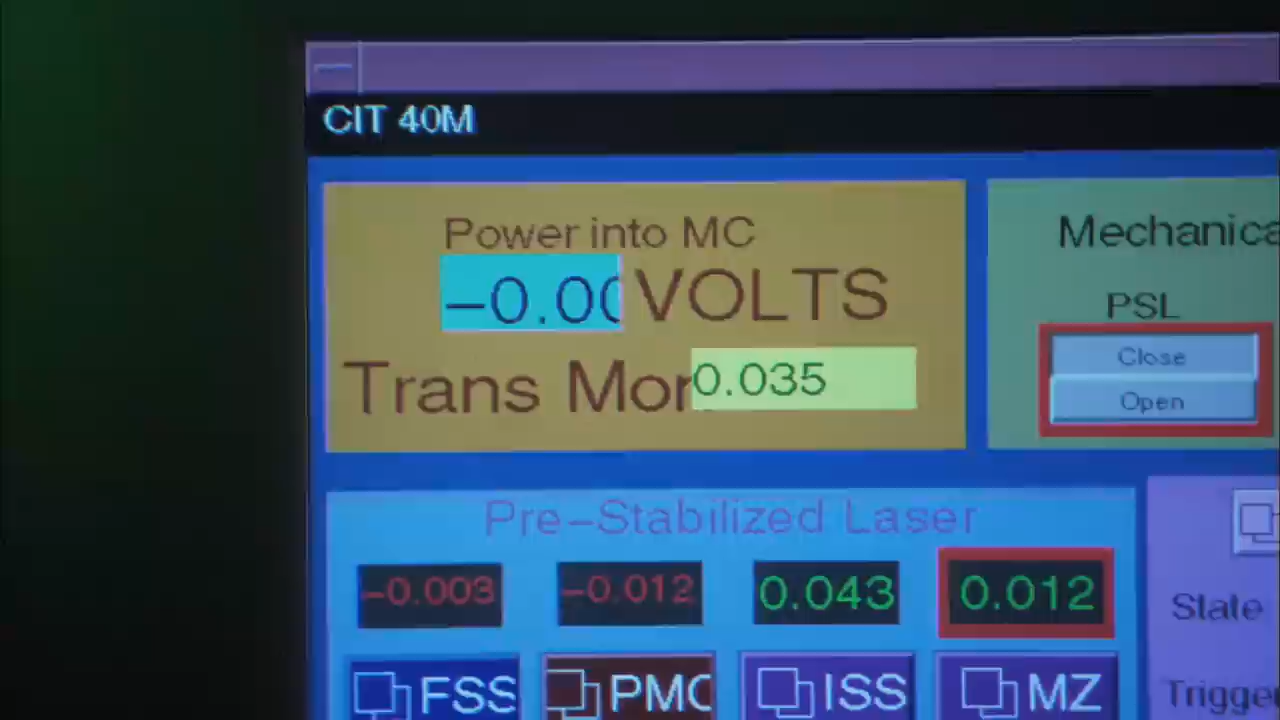 CIT 40M
Power into MC
-0.00 VOLTS
Trans Mon 0.035
Mechanica
PSL
Close
Open
Pre-Stabilized Laser
-0.003 -0.012 0.043 0.012
FSS PMC ISS MZ
State
Trigger